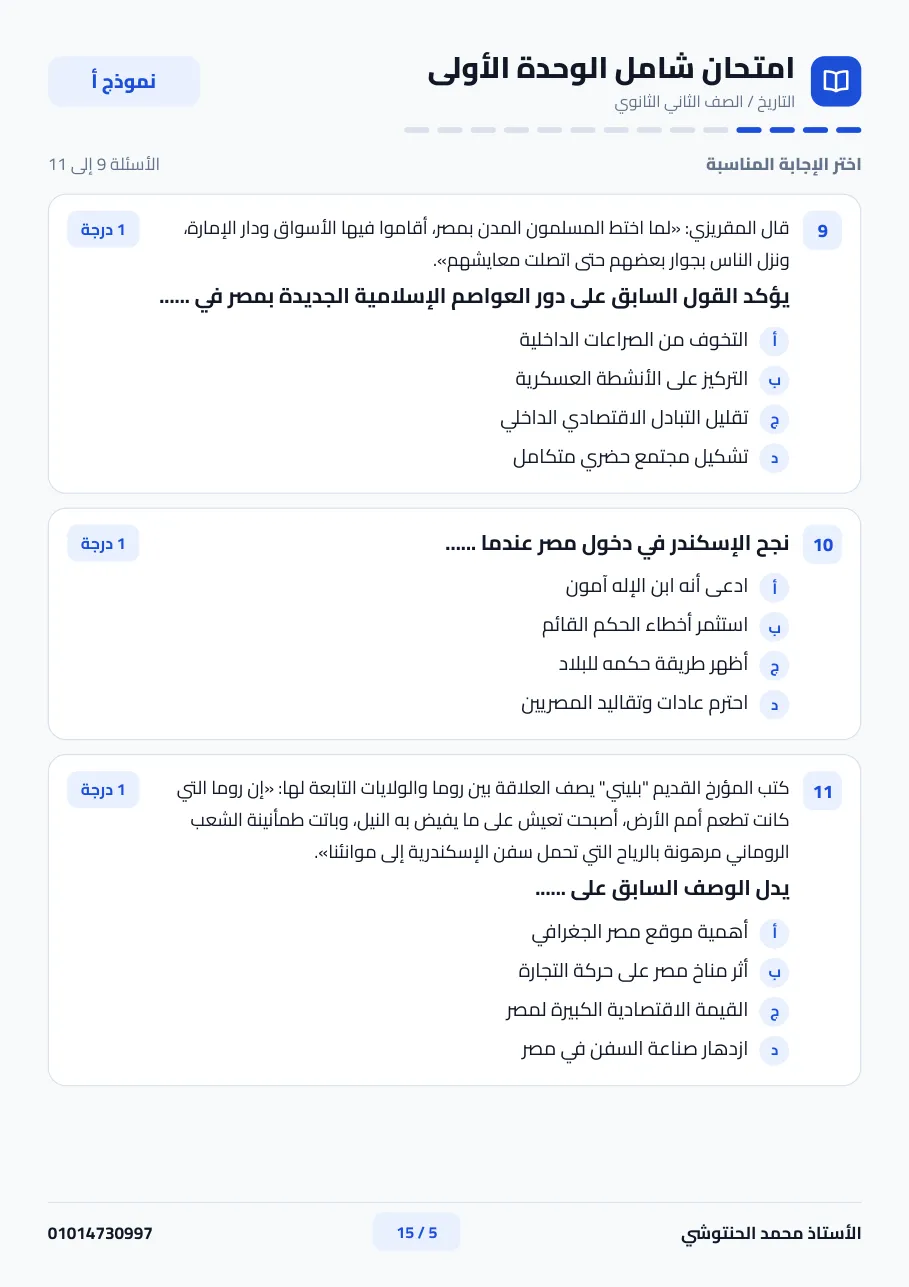 امتحان شامل الوحدة الأولى
التاريخ / الصف الثاني الثانوي
نموذج أ
اختر الإجابة المناسبة
الأسئلة 9 إلى 11
9
1 درجة
قال المقريزي: «لما اختط المسلمون المدن بمصر، أقاموا فيها الأسواق ودار الإمارة،
ونزل الناس بجوار بعضهم حتى اتصلت معايشهم».
يؤكد القول السابق على دور العواصم الإسلامية الجديدة بمصر في ......
أ التخوف من الصراعات الداخلية
ب التركيز على الأنشطة العسكرية
ج تقليل التبادل الاقتصادي الداخلي
د تشكيل مجتمع حضري متكامل
10
1 درجة
نجح الإسكندر في دخول مصر عندما ......
أ ادعى أنه ابن الإله آمون
ب استثمر أخطاء الحكم القائم
ج أظهر طريقة حكمه للبلاد
د احترم عادات وتقاليد المصريين
11
1 درجة
كتب المؤرخ القديم "بليني" يصف العلاقة بين روما والولايات التابعة لها: «إن روما التي
كانت تطعم أمم الأرض، أصبحت تعيش على ما يفيض به النيل، وباتت طمأنينة الشعب
الروماني مرهونة بالرياح التي تحمل سفن الإسكندرية إلى موانئنا».
يدل الوصف السابق على ......
أ أهمية موقع مصر الجغرافي
ب أثر مناخ مصر على حركة التجارة
ج القيمة الاقتصادية الكبيرة لمصر
د ازدهار صناعة السفن في مصر
الأستاذ محمد الحنتوشي
15 / 5
01014730997